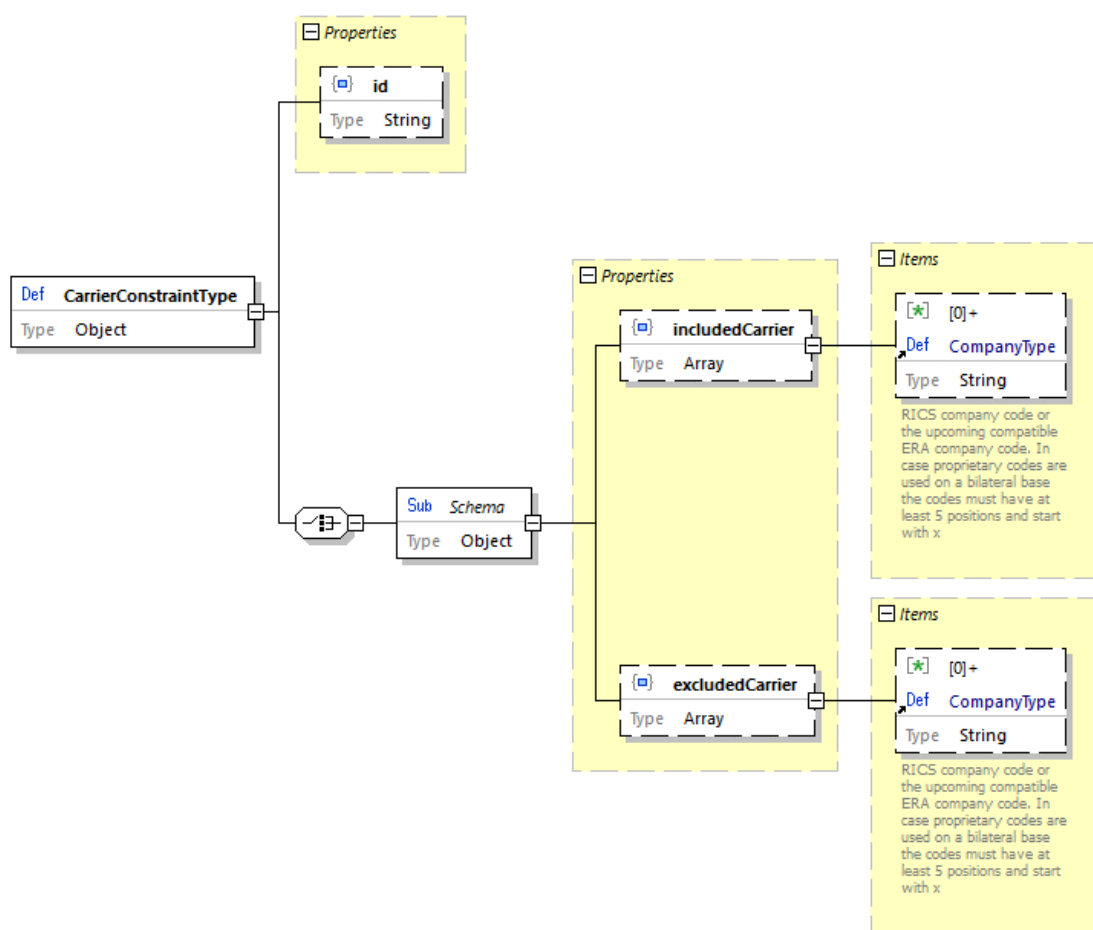 Properties
id
Type String
Def CarrierConstraintType
Type Object
Sub Schema
Type Object
Properties
includedCarrier
Type Array
Items
[*] [0]+
Def CompanyType
Type String
RICS company code or
the upcoming compatible
ERA company code. In
case proprietary codes are
used on a bilateral base
the codes must have at
least 5 positions and start
with x
excludedCarrier
Type Array
Items
[*] [0]+
Def CompanyType
Type String
RICS company code or
the upcoming compatible
ERA company code. In
case proprietary codes are
used on a bilateral base
the codes must have at
least 5 positions and start
with x